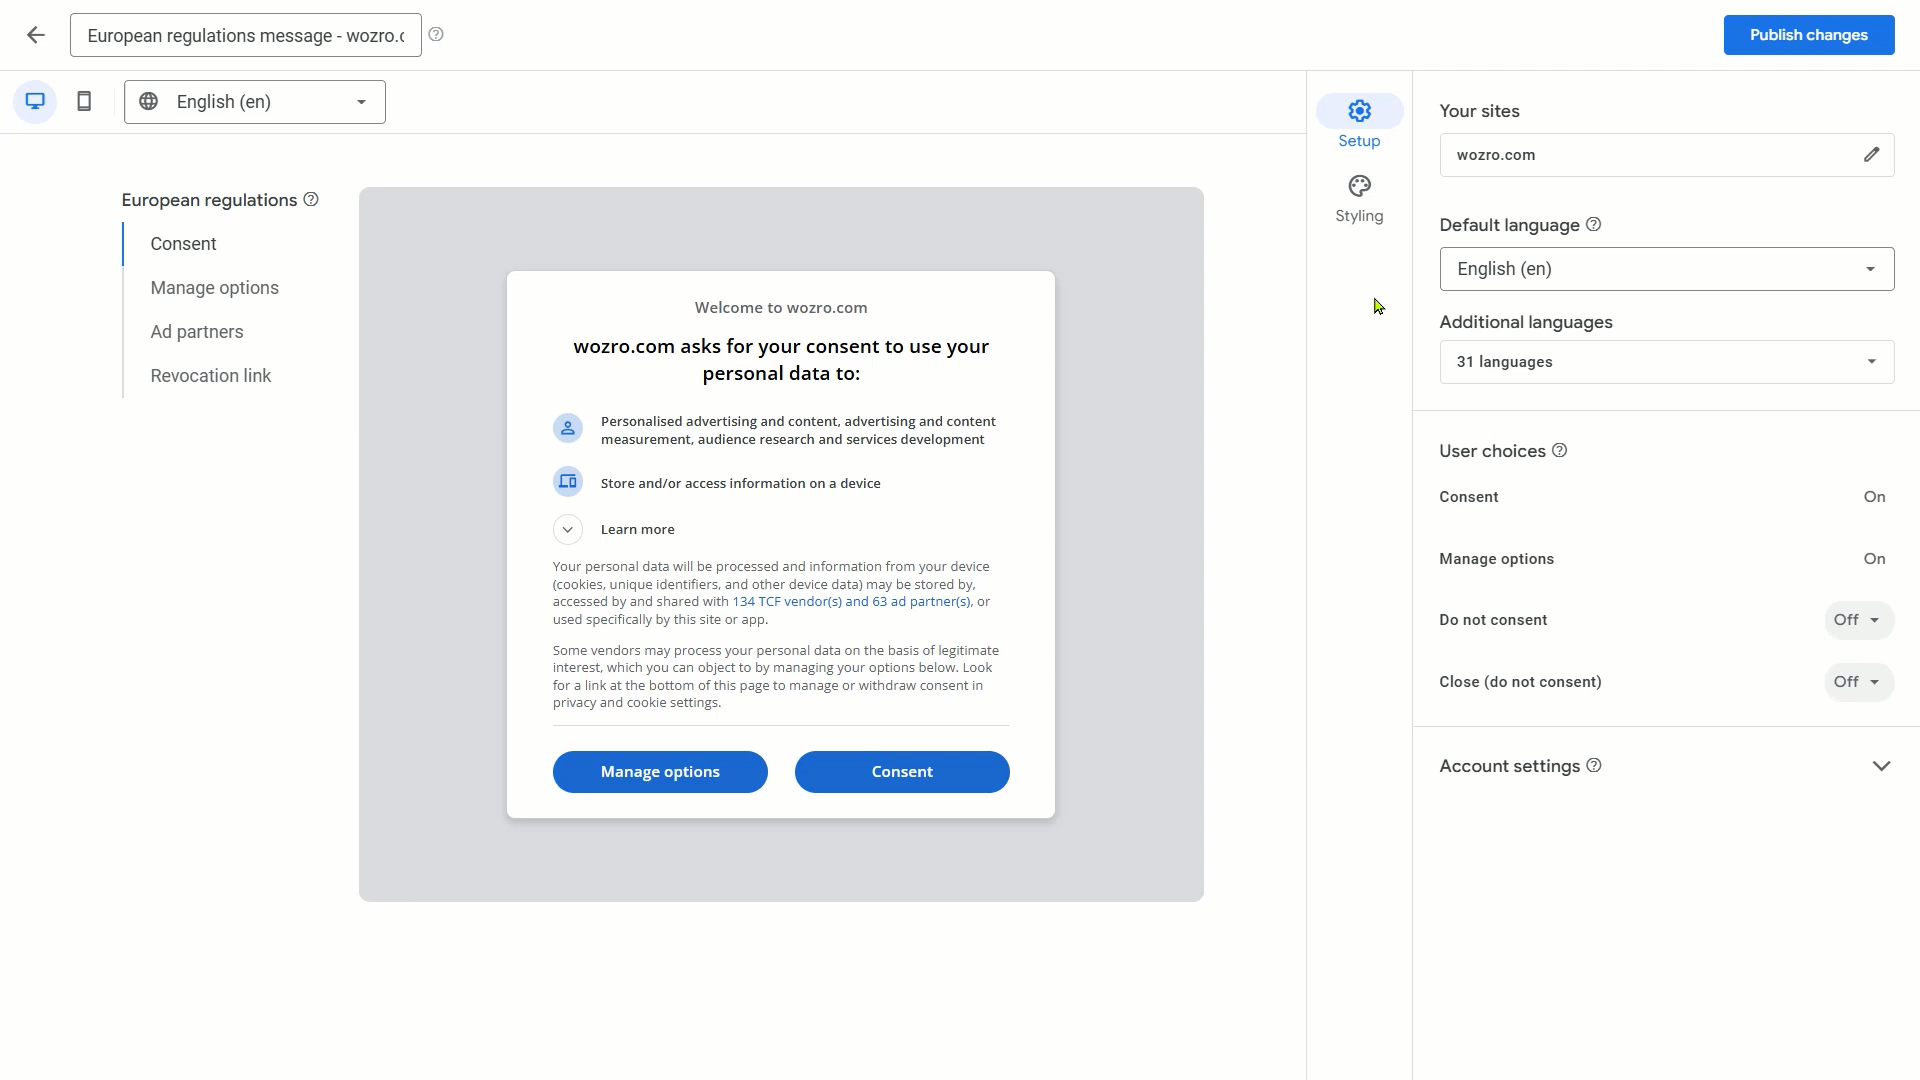 European regulations message - wozro.c
Publish changes
English (en)
European regulations
Consent
Manage options
Ad partners
Revocation link
Welcome to wozro.com
wozro.com asks for your consent to use your
personal data to:
Personalised advertising and content, advertising and content
measurement, audience research and services development
Store and/or access information on a device
Learn more
Your personal data will be processed and information from your device
(cookies, unique identifiers, and other device data) may be stored by,
accessed by and shared with 134 TCF vendor(s) and 63 ad partner(s), or
used specifically by this site or app.
Some vendors may process your personal data on the basis of legitimate
interest, which you can object to by managing your options below. Look
for a link at the bottom of this page to manage or withdraw consent in
privacy and cookie settings.
Manage options
Consent
Setup
Styling
Your sites
wozro.com
Default language
English (en)
Additional languages
31 languages
User choices
Consent On
Manage options On
Do not consent Off
Close (do not consent) Off
Account settings